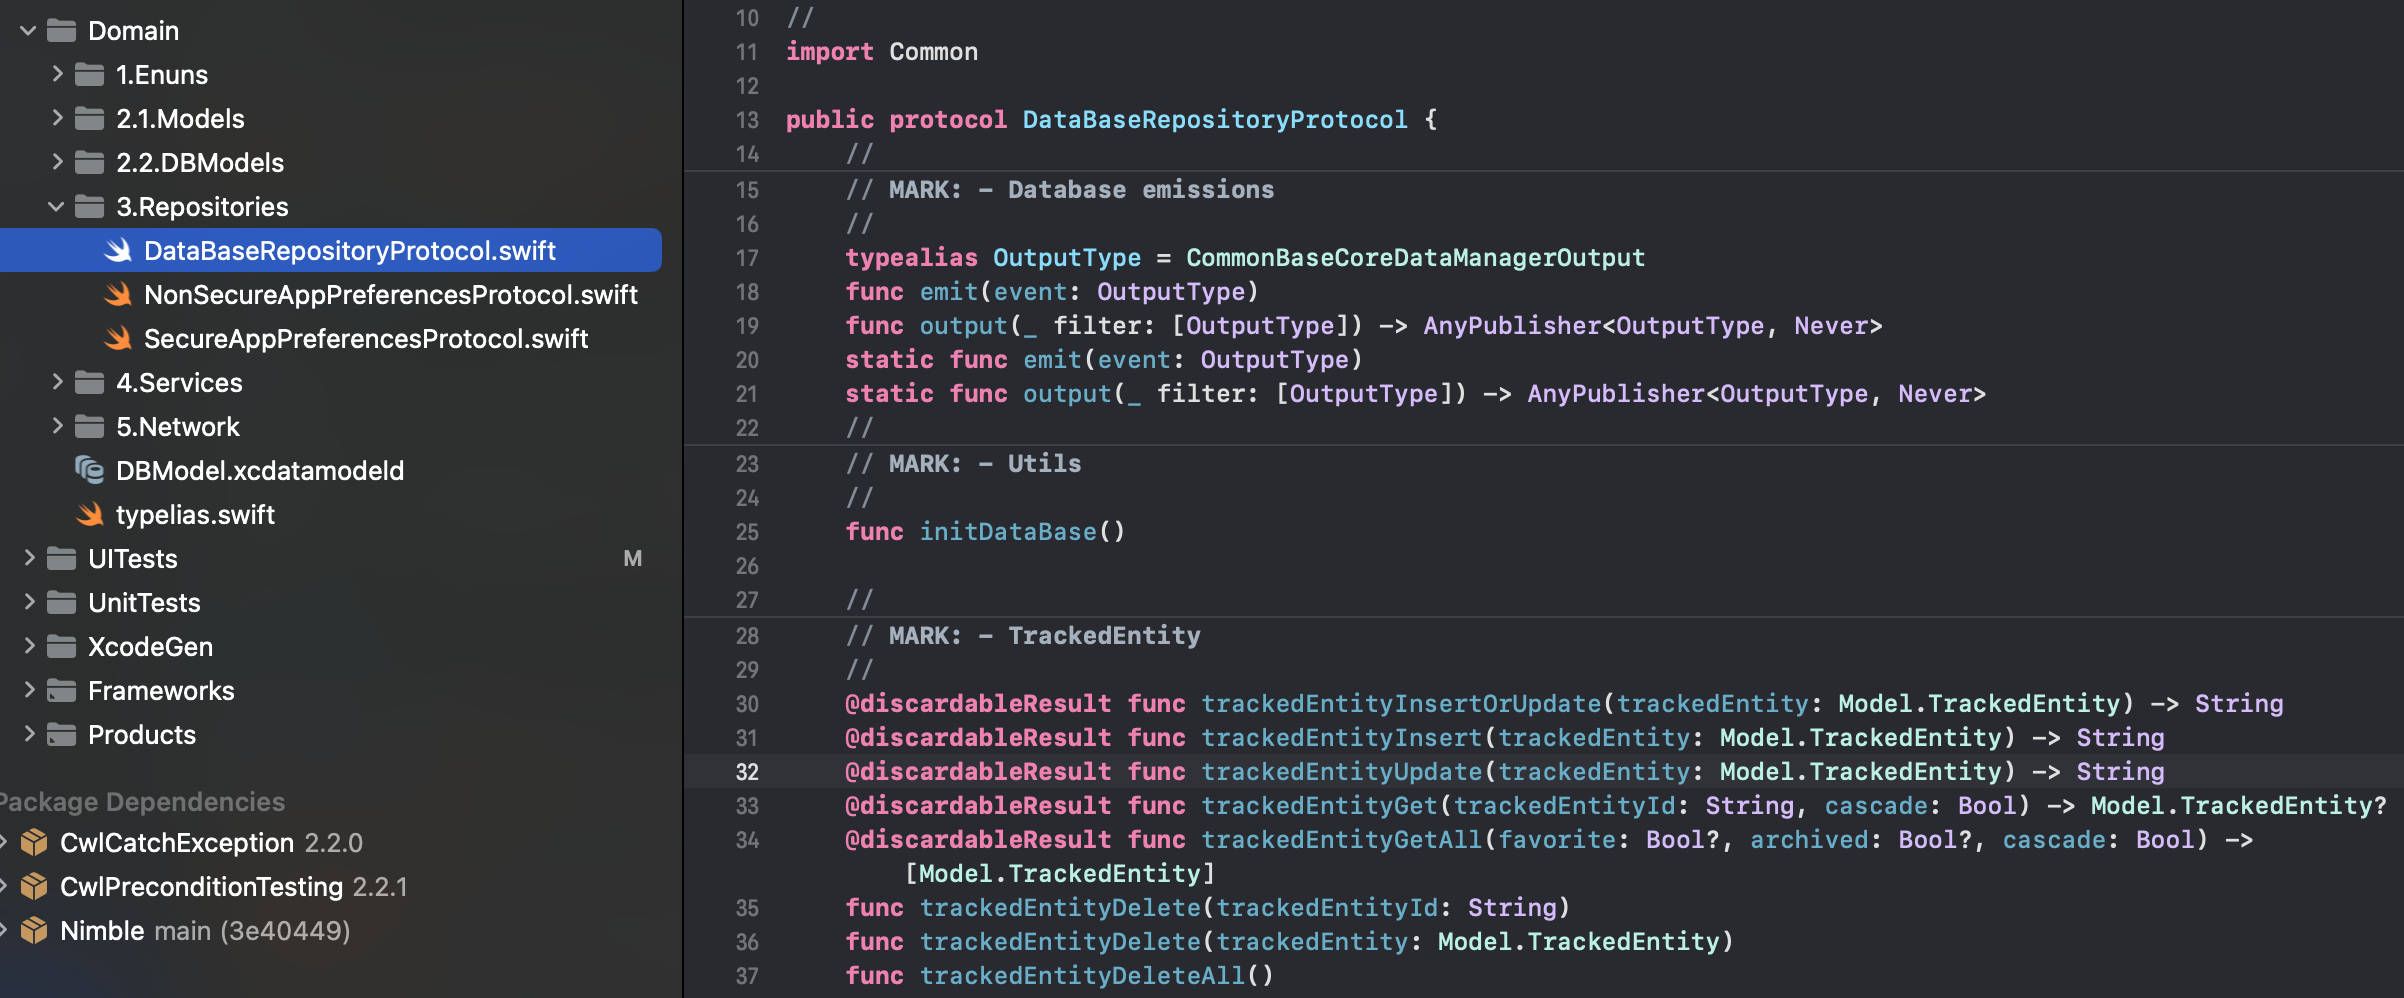 Domain
1.Enuns
2.1.Models
2.2.DBModels
3.Repositories
DataBaseRepositoryProtocol.swift
NonSecureAppPreferencesProtocol.swift
SecureAppPreferencesProtocol.swift
4.Services
5.Network
DBModel.xcdatamodeld
typelias.swift
UITests M
UnitTests
XcodeGen
Frameworks
Products
Package Dependencies
CwlCatchException 2.2.0
CwlPreconditionTesting 2.2.1
Nimble main (3e40449)
10 //
11 import Common
12
13 public protocol DataBaseRepositoryProtocol {
14 //
15 // MARK: - Database emissions
16 //
17 typealias OutputType = CommonBaseCoreDataManagerOutput
18 func emit(event: OutputType)
19 func output(_ filter: [OutputType]) -> AnyPublisher<OutputType, Never>
20 static func emit(event: OutputType)
21 static func output(_ filter: [OutputType]) -> AnyPublisher<OutputType, Never>
22 //
23 // MARK: - Utils
24 //
25 func initDataBase()
26
27 //
28 // MARK: - TrackedEntity
29 //
30 @discardableResult func trackedEntityInsertOrUpdate(trackedEntity: Model.TrackedEntity) -> String
31 @discardableResult func trackedEntityInsert(trackedEntity: Model.TrackedEntity) -> String
32 @discardableResult func trackedEntityUpdate(trackedEntity: Model.TrackedEntity) -> String
33 @discardableResult func trackedEntityGet(trackedEntityId: String, cascade: Bool) -> Model.TrackedEntity?
34 @discardableResult func trackedEntityGetAll(favorite: Bool?, archived: Bool?, cascade: Bool) ->
[Model.TrackedEntity]
35 func trackedEntityDelete(trackedEntityId: String)
36 func trackedEntityDelete(trackedEntity: Model.TrackedEntity)
37 func trackedEntityDeleteAll()